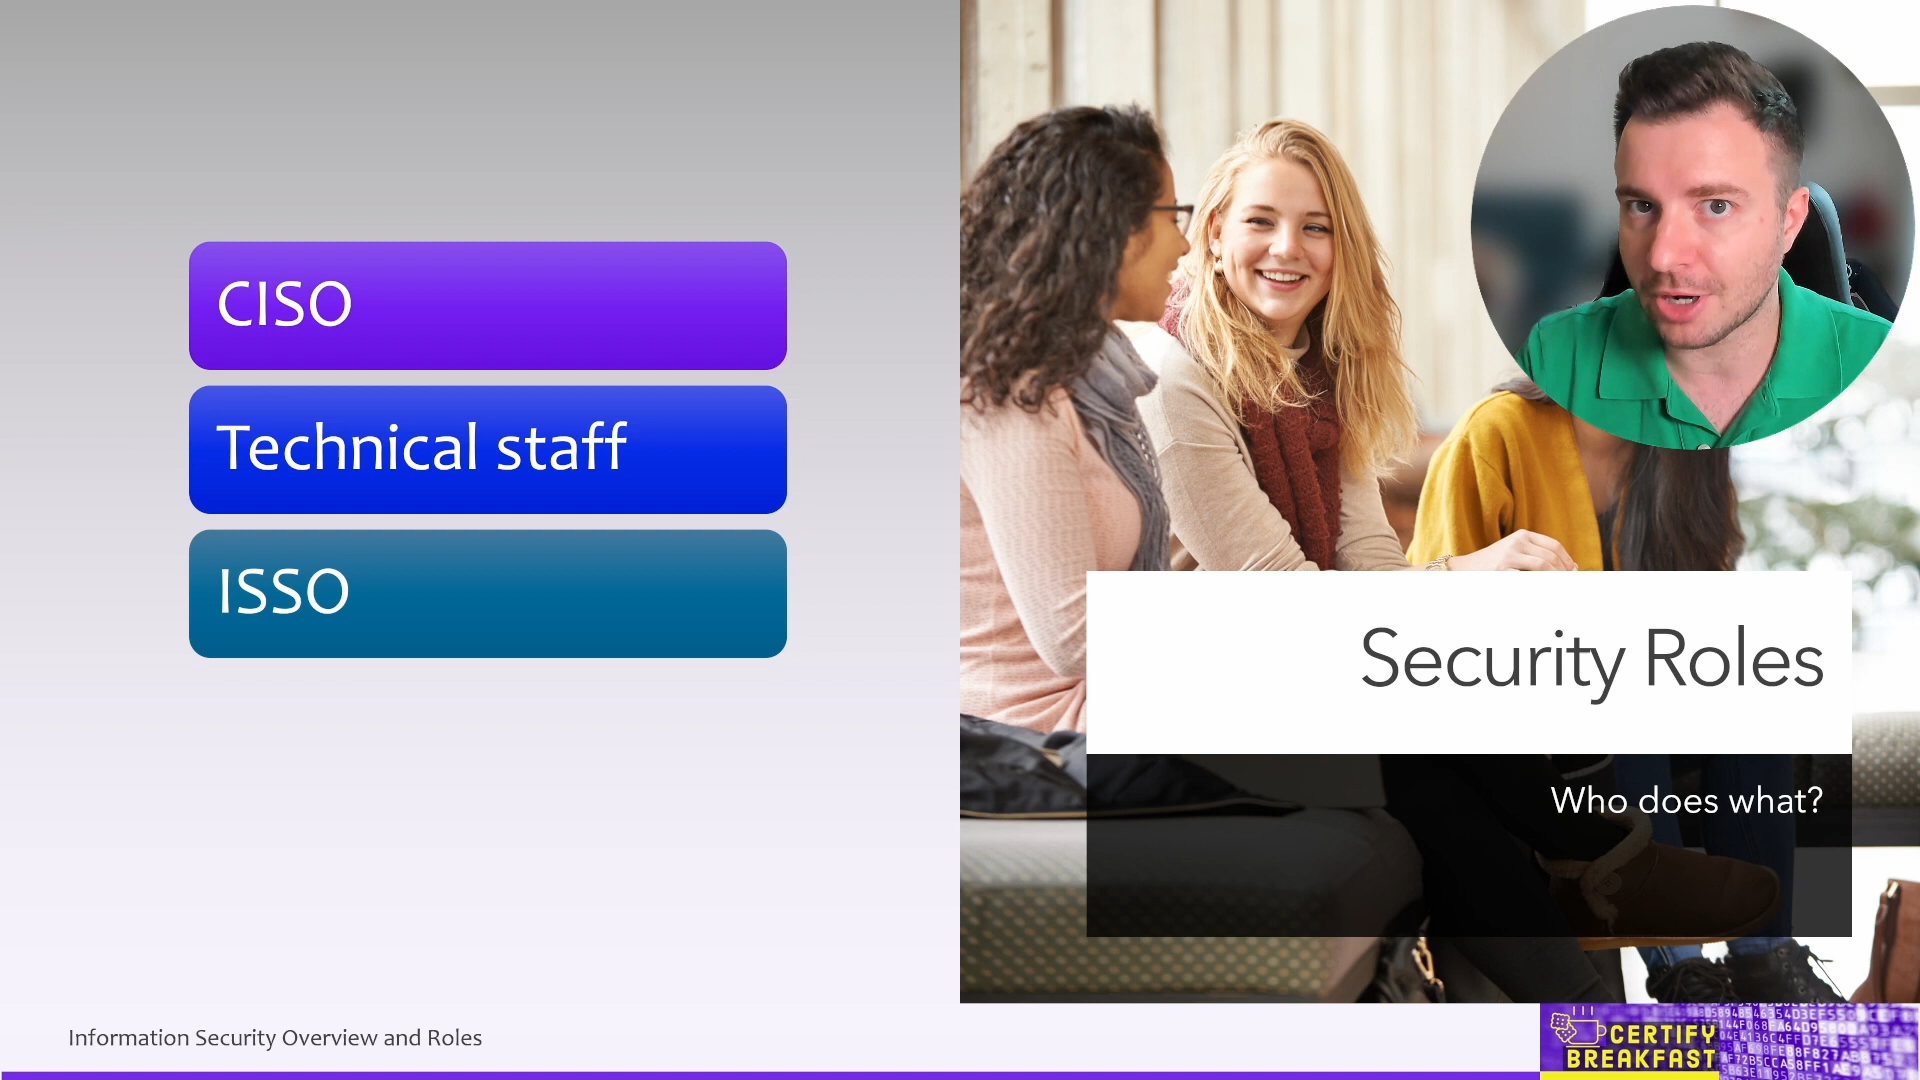 CISO
Technical staff
ISSO
Security Roles
Who does what?
Information Security Overview and Roles
CERTIFY
BREAKFAST